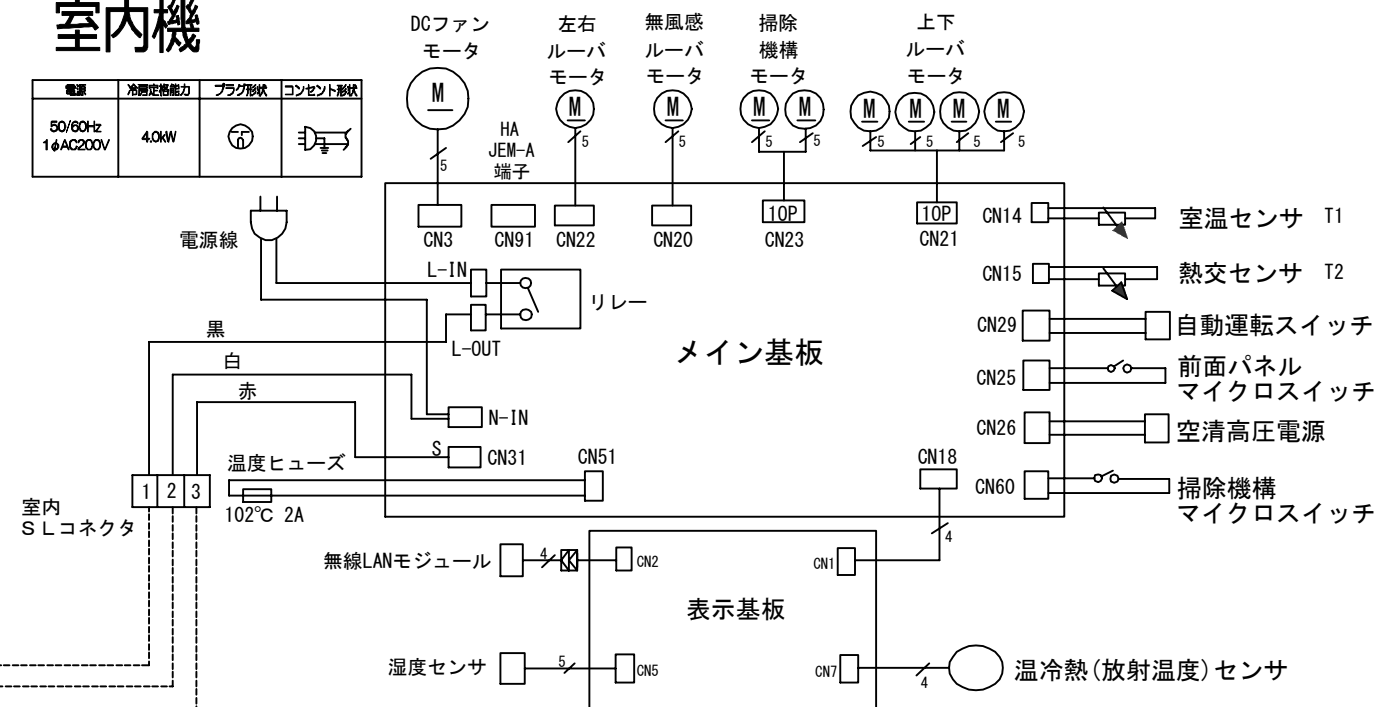 室内機
電源 冷房定格能力 プラグ形状 コンセント形状
50/60Hz
1φAC200V
4.0kW
DCファン
モータ
左右
ルーバ
モータ
無風感
ルーバ
モータ
掃除
機構
モータ
上下
ルーバ
モータ
M M M M M M M M M
5 5 5 5 5 5 5 5 5
HA
JEM-A
端子
CN3 CN91 CN22 CN20
10P
CN23
10P
CN21
CN14 室温センサ T1
CN15 熱交センサ T2
CN29 自動運転スイッチ
CN25 前面パネル
マイクロスイッチ
CN26 空清高圧電源
CN60 掃除機構
マイクロスイッチ
電源線
L-IN
リレー
L-OUT
黒
白
赤
メイン基板
N-IN
S CN31
温度ヒューズ
CN51
102℃ 2A
CN18
4
1 2 3
室内
SLコネクタ
無線LANモジュール 4 CN2
CN1
表示基板
湿度センサ 5 CN5
CN7 4 温冷熱(放射温度)センサ